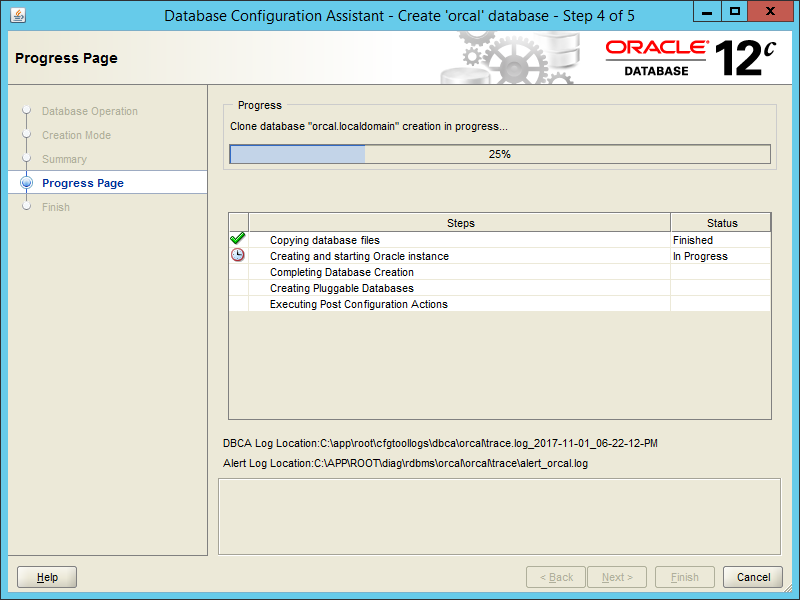 Database Configuration Assistant - Create 'orcal' database - Step 4 of 5
Progress Page
ORACLE®
DATABASE
12c
Database Operation
Creation Mode
Summary
Progress Page
Finish
Progress
Clone database "orcal.localdomain" creation in progress...
25%
Steps Status
Copying database files Finished
Creating and starting Oracle instance In Progress
Completing Database Creation
Creating Pluggable Databases
Executing Post Configuration Actions
DBCA Log Location:C:\app\root\cfgtoollogs\dbca\orcal\trace.log_2017-11-01_06-22-12-PM
Alert Log Location:C:\APP\ROOT\diag\rdbms\orcal\orcal\trace\alert_orcal.log
Help < Back Next > Finish Cancel